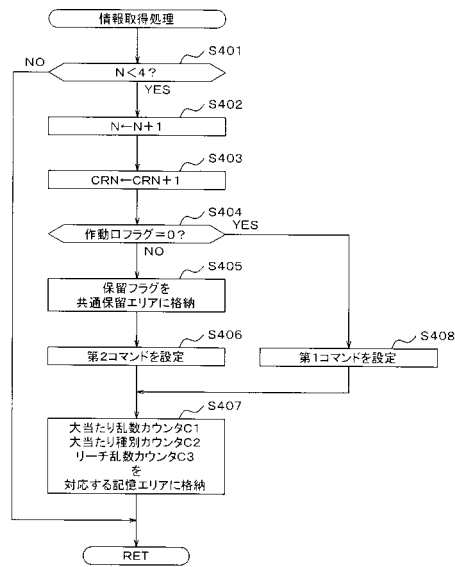 情報取得処理
S401
NO
N<4?
YES
S402
N←N+1
S403
CRN←CRN+1
S404
作動口フラグ=0?
YES
NO
S405
保留フラグを
共通保留エリアに格納
S406
第2コマンドを設定
S408
第1コマンドを設定
S407
大当たり乱数カウンタC1
大当たり種別カウンタC2
リーチ乱数カウンタC3
を
対応する記憶エリアに格納
RET